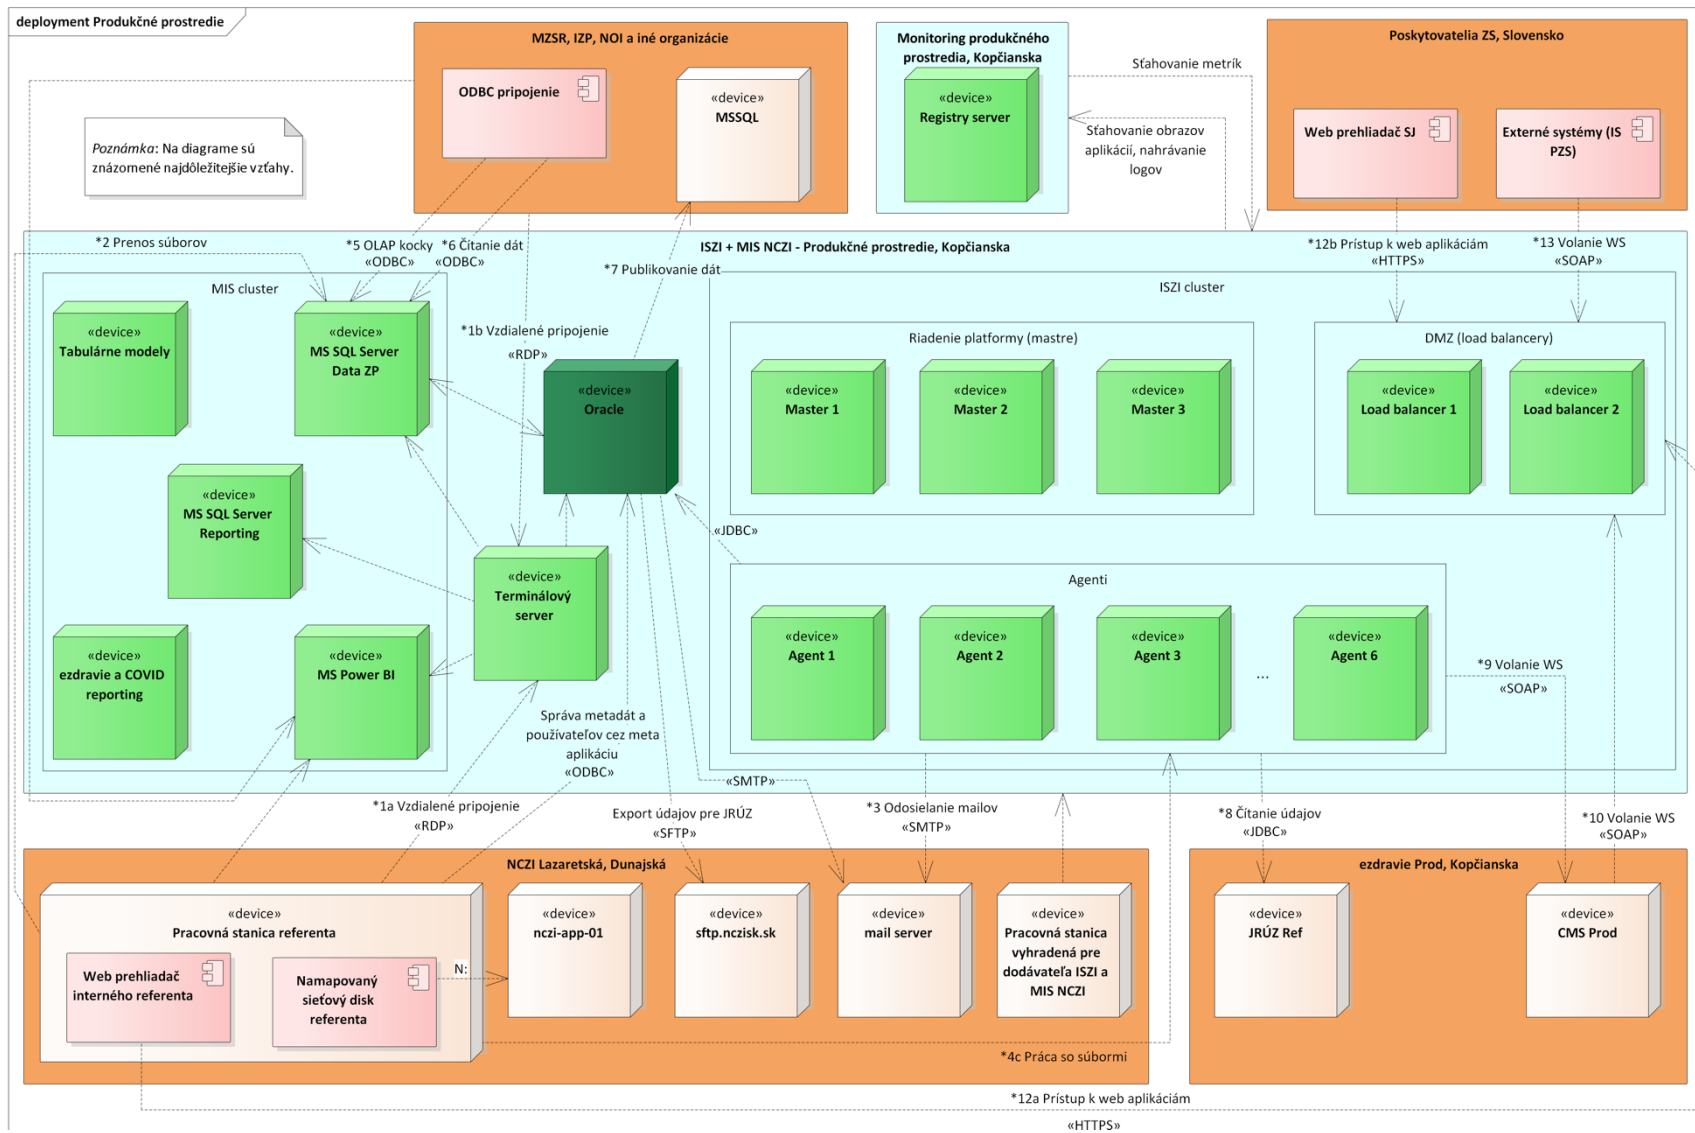 deployment Produkčné prostredie
MZSR, IZP, NOI a iné organizácie
ODBC pripojenie
«device»
MSSQL
Monitoring produkčného
prostredia, Kopčianska
«device»
Registry server
Sťahovanie metrík
Sťahovanie obrazov
aplikácií, nahrávanie
logov
Poskytovatelia ZS, Slovensko
Web prehliadač SJ
Externé systémy (IS
PZS)
Poznámka: Na diagrame sú
znázornené najdôležitejšie vzťahy.
ISZI + MIS NCZI - Produkčné prostredie, Kopčianska
*2 Prenos súborov
*5 OLAP kocky
«ODBC»
*6 Čítanie dát
«ODBC»
*7 Publikovanie dát
*12b Prístup k web aplikáciám
«HTTPS»
*13 Volanie WS
«SOAP»
MIS cluster
«device»
Tabulárne modely
«device»
MS SQL Server
Data ZP
*1b Vzdialené pripojenie
«RDP»
«device»
Oracle
«device»
MS SQL Server
Reporting
«device»
Terminálový
server
«device»
ezdravie a COVID
reporting
«device»
MS Power BI
ISZI cluster
Riadenie platformy (mastre)
«device»
Master 1
«device»
Master 2
«device»
Master 3
DMZ (load balancery)
«device»
Load balancer 1
«device»
Load balancer 2
«JDBC»
Agenti
«device»
Agent 1
«device»
Agent 2
«device»
Agent 3
...
«device»
Agent 6
*9 Volanie WS
«SOAP»
Správa metadát a
používateľov cez meta
aplikáciu
«ODBC»
«SMTP»
*1a Vzdialené pripojenie
«RDP»
Export údajov pre JRÚZ
«SFTP»
*3 Odosielanie mailov
«SMTP»
*8 Čítanie údajov
«JDBC»
*10 Volanie WS
«SOAP»
NCZI Lazaretská, Dunajská
«device»
Pracovná stanica referenta
Web prehliadač
interného referenta
Namapovaný
sieťový disk
referenta
N:
«device»
nczi-app-01
«device»
sftp.nczisk.sk
«device»
mail server
«device»
Pracovná stanica
vyhradená pre
dodávateľa ISZI a
MIS NCZI
*4c Práca so súbormi
ezdravie Prod, Kopčianska
«device»
JRÚZ Ref
«device»
CMS Prod
*12a Prístup k web aplikáciám
«HTTPS»